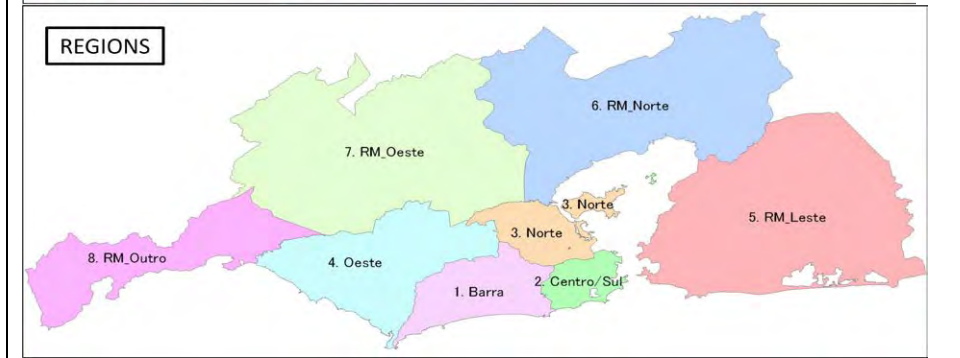 REGIONS
6. RM_Norte
7. RM_Oeste
3. Norte
5. RM_Leste
3. Norte
8. RM_Outro
4. Oeste
2. Centro/Sul
1. Barra